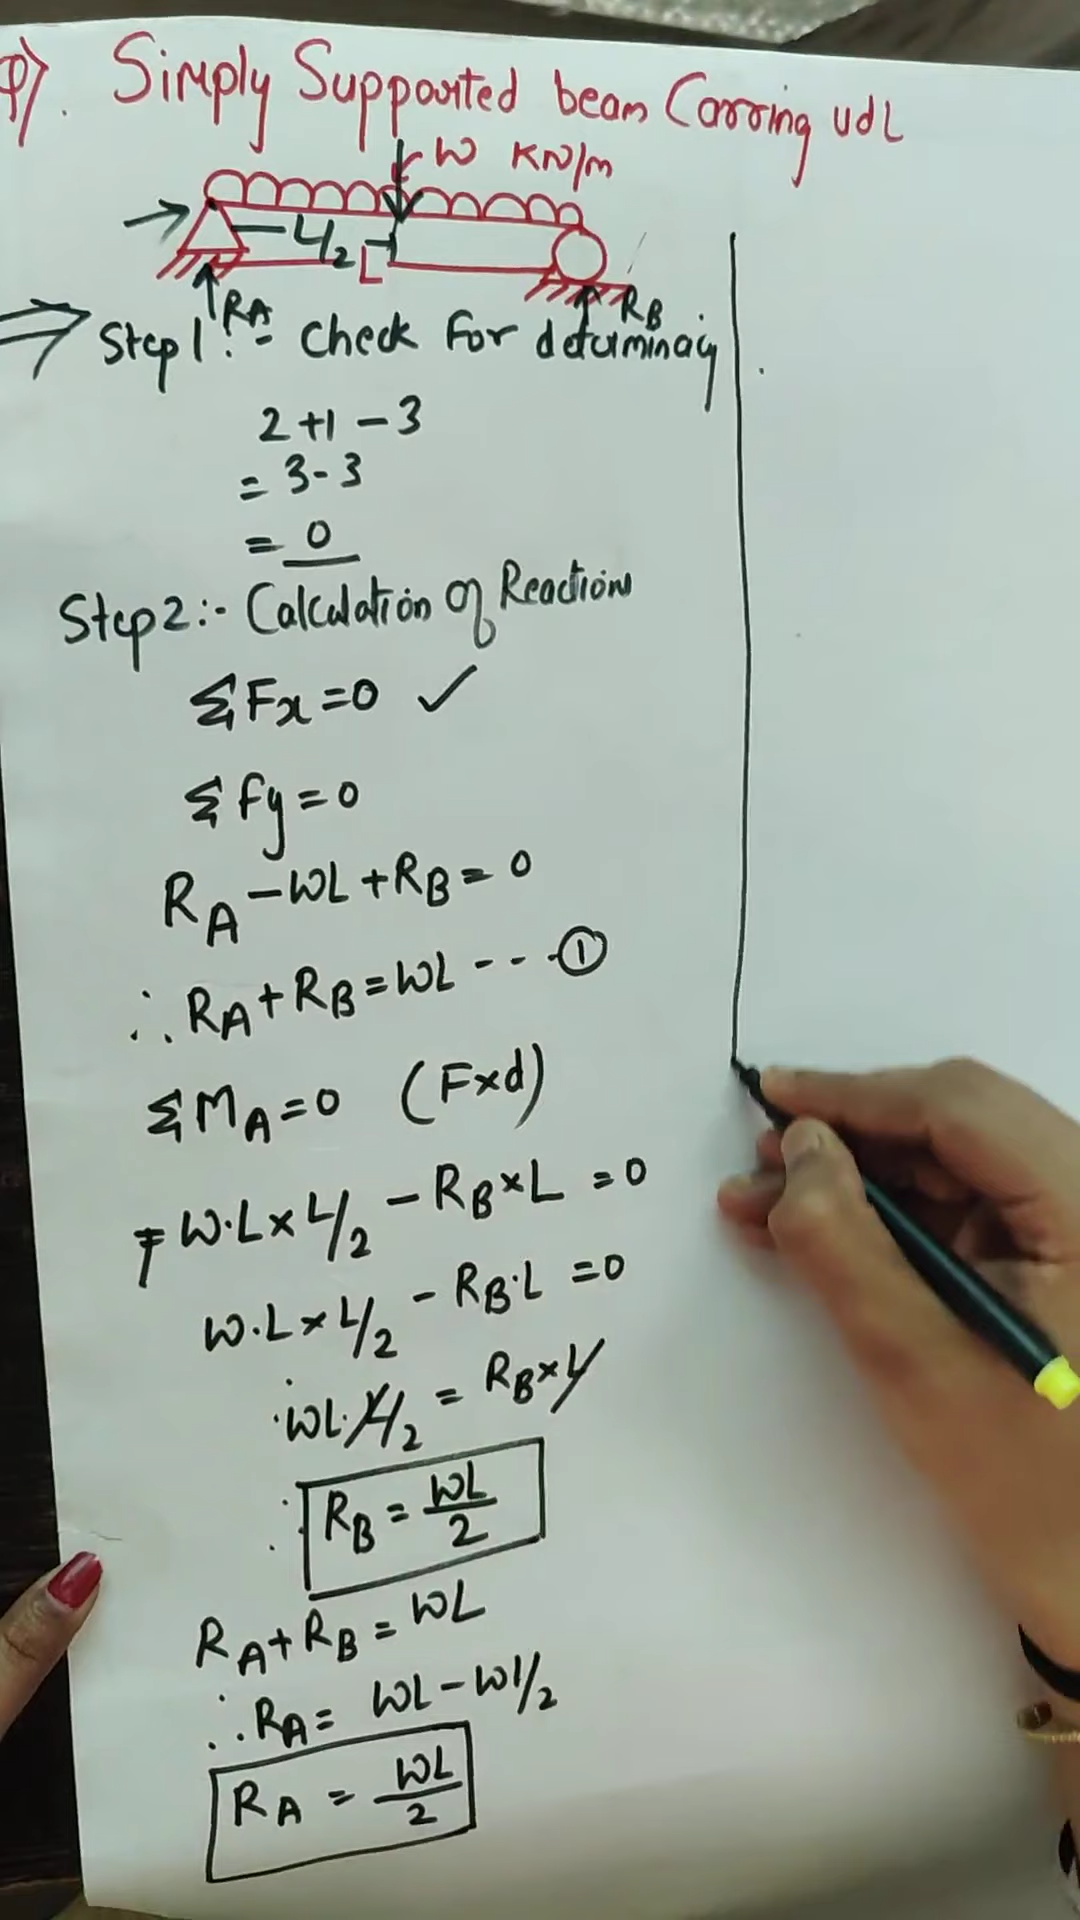 Q). Simply Supported beam Carring udL
w KN/m
L/2
L
RA
RB
Step 1:- Check For determinacy
2+1-3
= 3-3
= 0
Step 2:- Calculation of Reactions
ΣFx=0 ✓
ΣFy=0
RA-WL+RB=0
∴ RA+RB=WL --- ①
ΣMA=0 (Fxd)
W.L x L/2 - RB x L = 0
W.L x L/2 - RB.L = 0
WL.L/2 = RB x L
∴ RB = WL/2
RA+RB = WL
∴ RA = WL - Wl/2
RA = WL/2